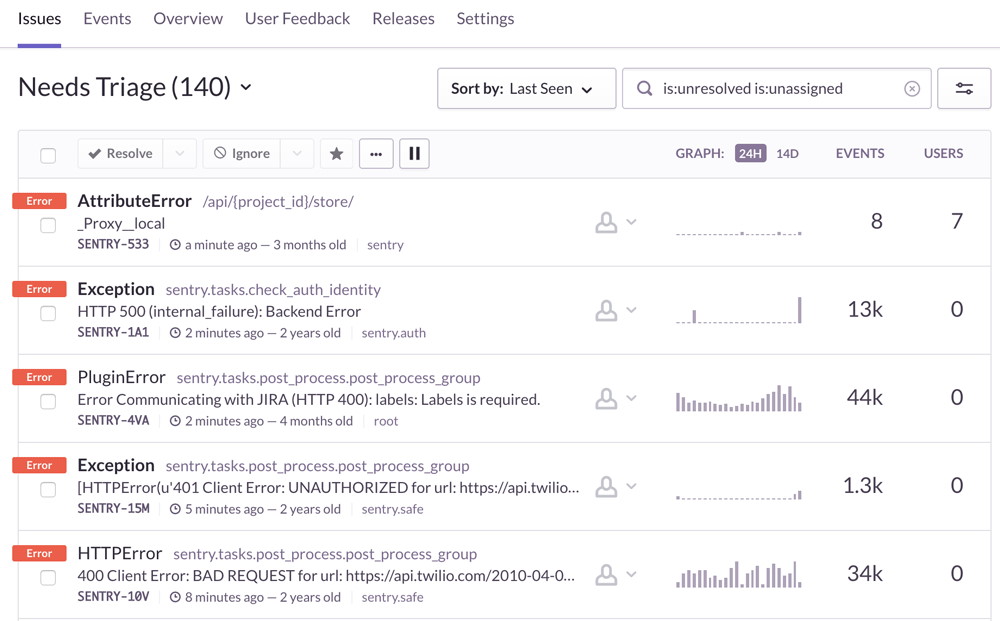 Issues Events Overview User Feedback Releases Settings
Needs Triage (140) Sort by: Last Seen is:unresolved is:unassigned
Resolve Ignore GRAPH: 24H 14D EVENTS USERS
Error AttributeError /api/{project_id}/store/
_Proxy__local 8 7
SENTRY-533 a minute ago — 3 months old sentry
Error Exception sentry.tasks.check_auth_identity
HTTP 500 (internal_failure): Backend Error 13k 0
SENTRY-1A1 2 minutes ago — 2 years old sentry.auth
Error PluginError sentry.tasks.post_process.post_process_group
Error Communicating with JIRA (HTTP 400): labels: Labels is required. 44k 0
SENTRY-4VA 2 minutes ago — 4 months old root
Error Exception sentry.tasks.post_process.post_process_group
[HTTPError(u'401 Client Error: UNAUTHORIZED for url: https://api.twilio... 1.3k 0
SENTRY-15M 5 minutes ago — 2 years old sentry.safe
Error HTTPError sentry.tasks.post_process.post_process_group
400 Client Error: BAD REQUEST for url: https://api.twilio.com/2010-04-0... 34k 0
SENTRY-10V 8 minutes ago — 2 years old sentry.safe